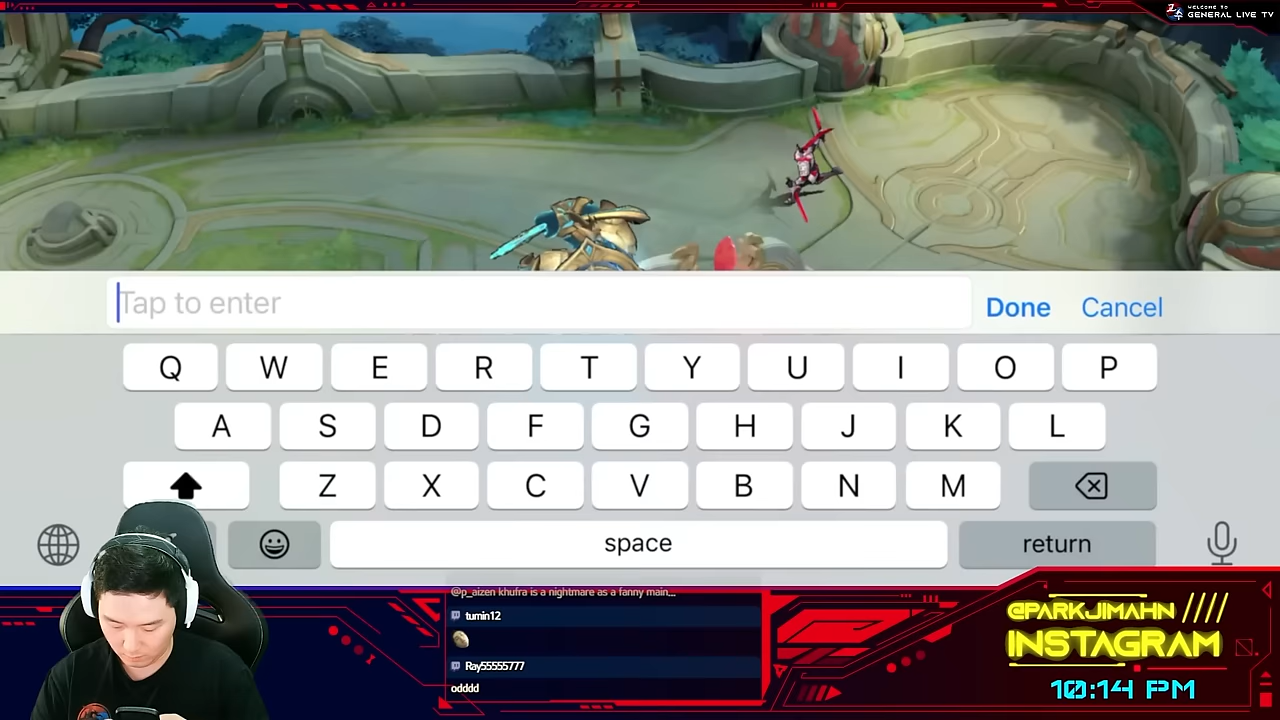 WELCOME TO
GENERAL LIVE TV
Tap to enter
Done Cancel
Q W E R T Y U I O P
A S D F G H J K L
Z X C V B N M
space return
@p_aizen khufra is a nightmare as a fanny main...
tumin12
Ray55555777
odddd
@PARKJIMAHN ////
INSTAGRAM
10:14 PM